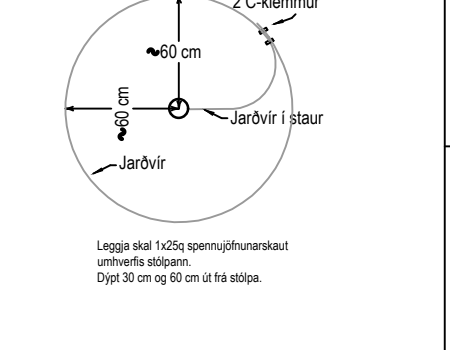 2 C-klemmur
~60 cm
~60 cm
Jarðvír í staur
Jarðvír
Leggja skal 1x25q spennujöfnunarskaut
umhverfis stólpann.
Dýpt 30 cm og 60 cm út frá stólpa.